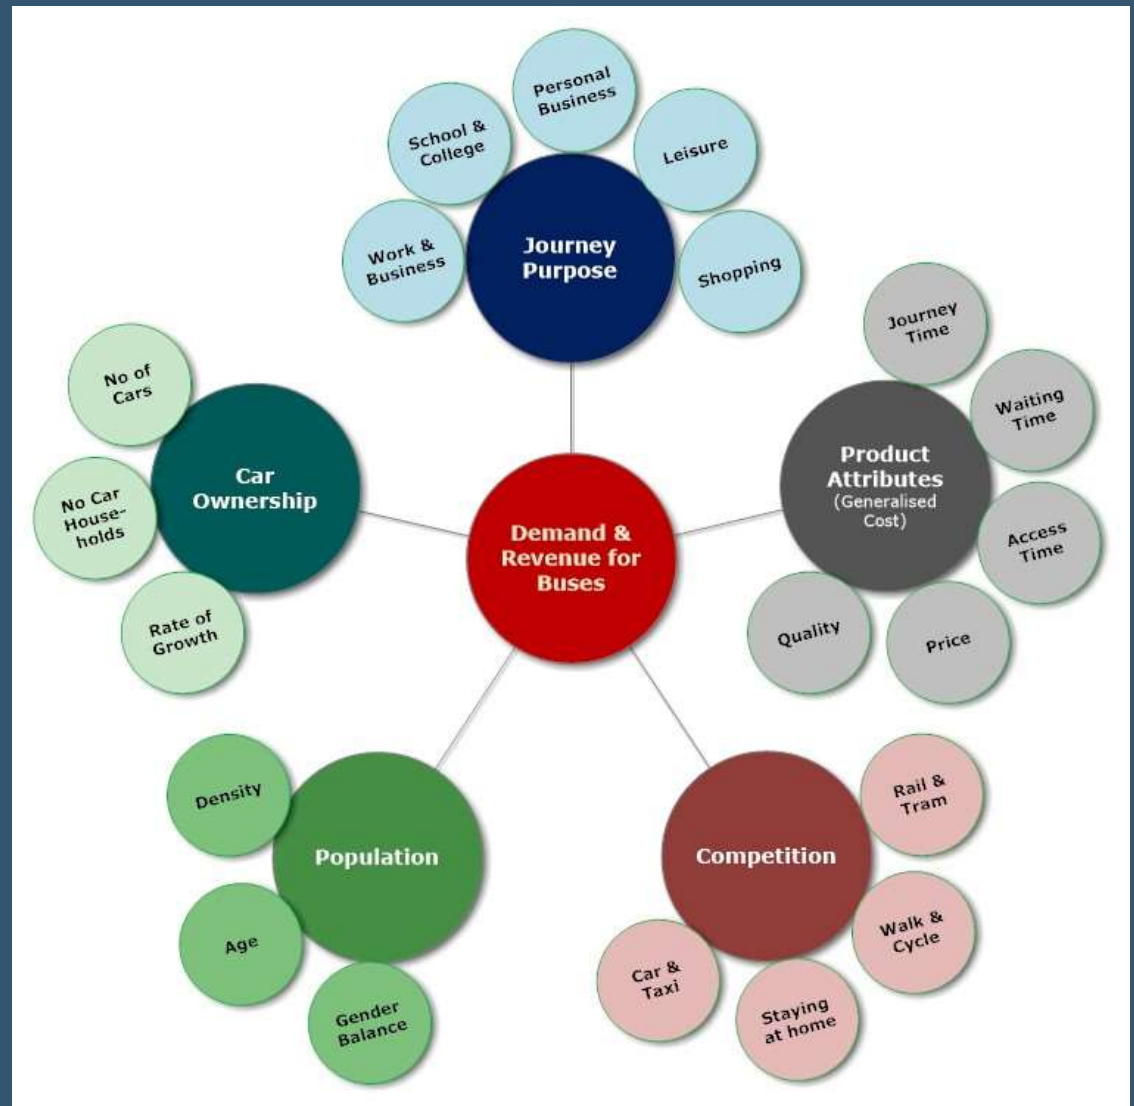 Personal
Business
School &
College
Leisure
Work &
Business
Journey
Purpose
Shopping
Journey
Time
No of
Cars
Waiting
Time
Car
Ownership
Product
Attributes
(Generalised
Cost)
No Car
House-
holds
Demand &
Revenue for
Buses
Access
Time
Rate of
Growth
Quality
Price
Density
Population
Age
Gender
Balance
Competition
Rail &
Tram
Walk &
Cycle
Car &
Taxi
Staying
at home